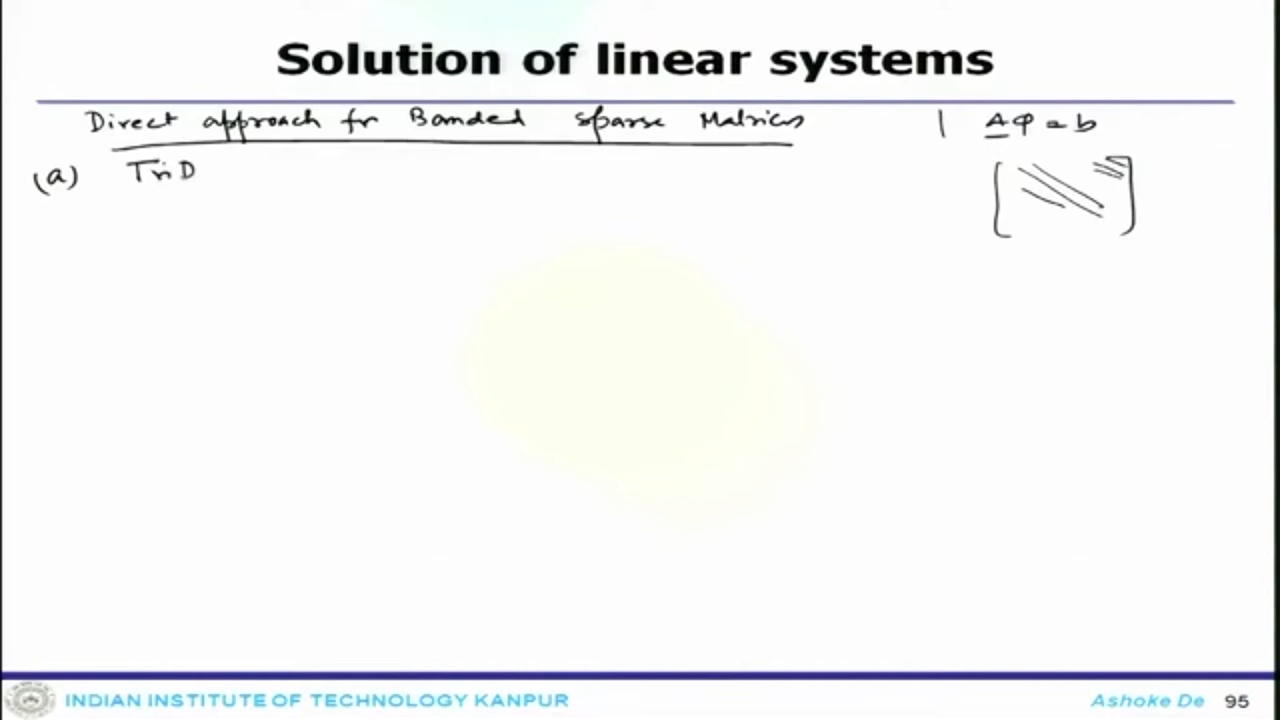 Solution of linear systems
Direct approach for Banded sparse Matrices | Aφ = b
(a) TriD
INDIAN INSTITUTE OF TECHNOLOGY KANPUR Ashoke De 95